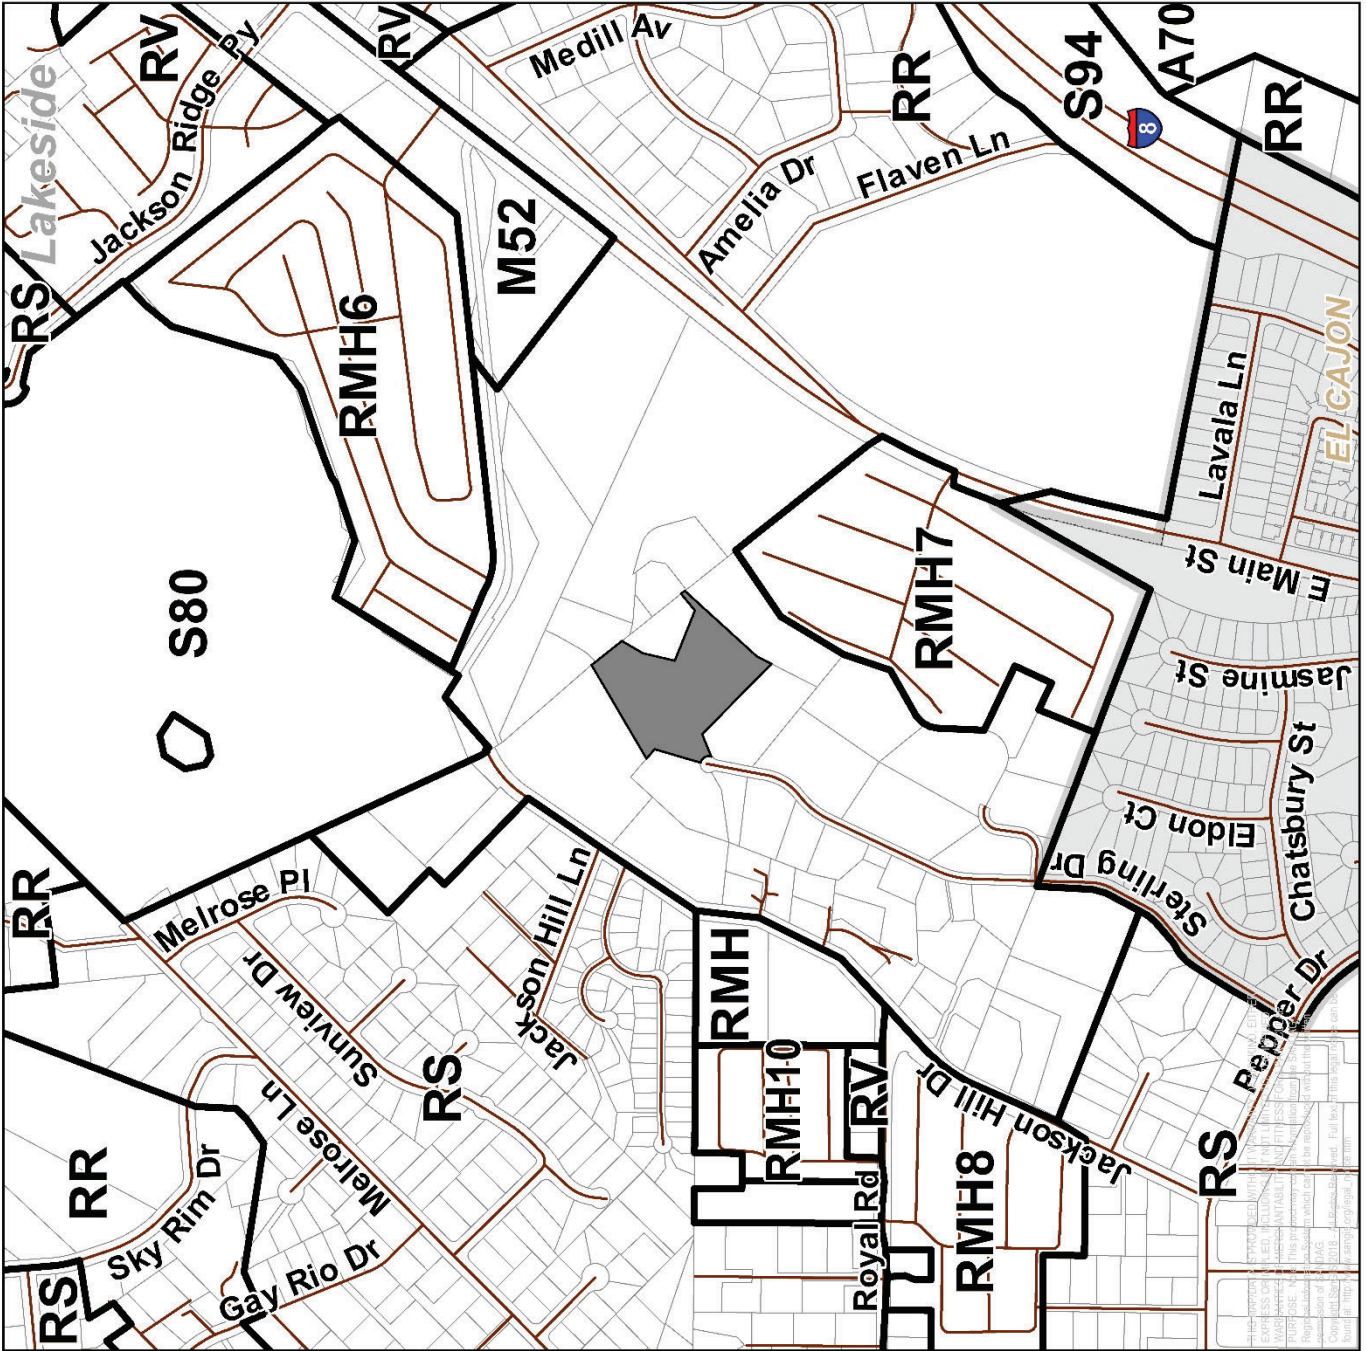 Lakeside
RV
RV
Medill Av
RR
S94
A70
RR
Jackson Ridge Py
RS
M52
Amelia Dr
Flaven Ln
8
RMH6
Lavala Ln
EL CAJON
S80
RMH7
E Main St
Jasmine St
Chatsbury St
Eldon Ct
Sterling Dr
Pepper Dr
RR
Melrose Pl
Sunview Dr
Jackson Hill Ln
RS
Melrose Ln
RMH
RMH10
RV
Jackson Hill Dr
RR
Sky Rim Dr
Gay Rio Dr
RS
Royal Rd
RMH8
RS